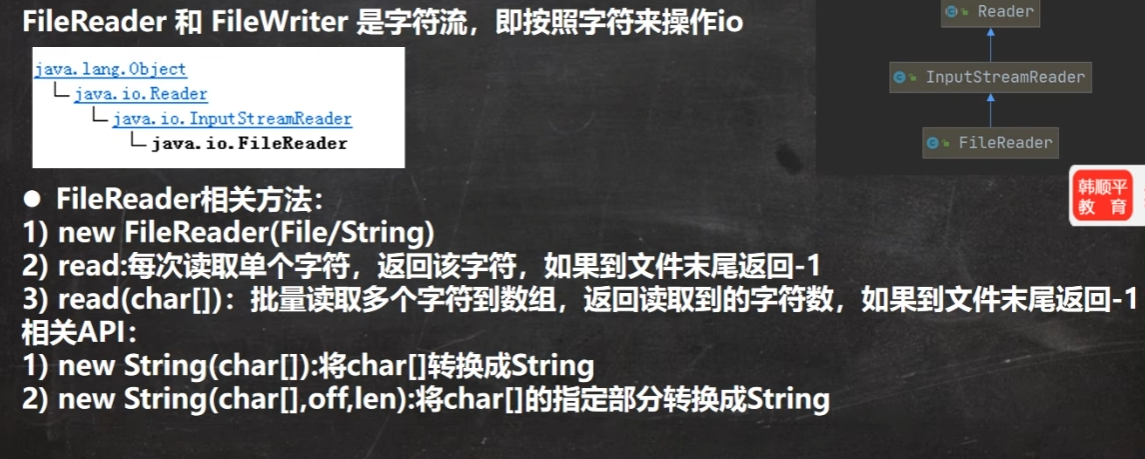 FileReader 和 FileWriter 是字符流，即按照字符来操作io
java.lang.Object
java.io.Reader
java.io.InputStreamReader
java.io.FileReader
Reader
InputStreamReader
FileReader
韩顺平
教 育
● FileReader相关方法：
1) new FileReader(File/String)
2) read:每次读取单个字符，返回该字符，如果到文件末尾返回-1
3) read(char[])：批量读取多个字符到数组，返回读取到的字符数，如果到文件末尾返回-1
相关API：
1) new String(char[]):将char[]转换成String
2) new String(char[],off,len):将char[]的指定部分转换成String